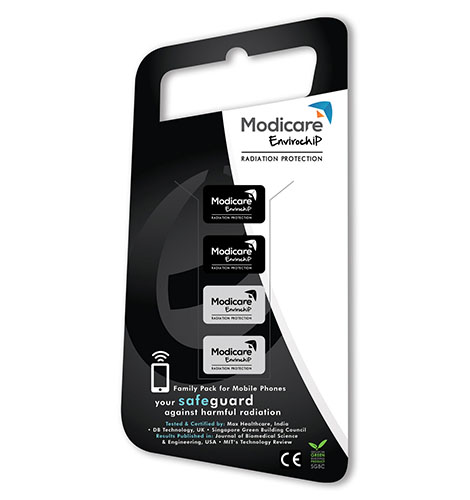 Modicare
Envirochip
RADIATION PROTECTION
Modicare
Envirochip
RADIATION PROTECTION
Modicare
Envirochip
RADIATION PROTECTION
Modicare
Envirochip
RADIATION PROTECTION
Modicare
Envirochip
RADIATION PROTECTION
Family Pack for Mobile Phones
your safeguard
against harmful radiation
Tested & Certified by: Max Healthcare, India
• DB Technology, UK • Singapore Green Building Council
Results Published in: Journal of Biomedical Science
& Engineering, USA • MIT's Technology Review
CE
GREEN
SGBC